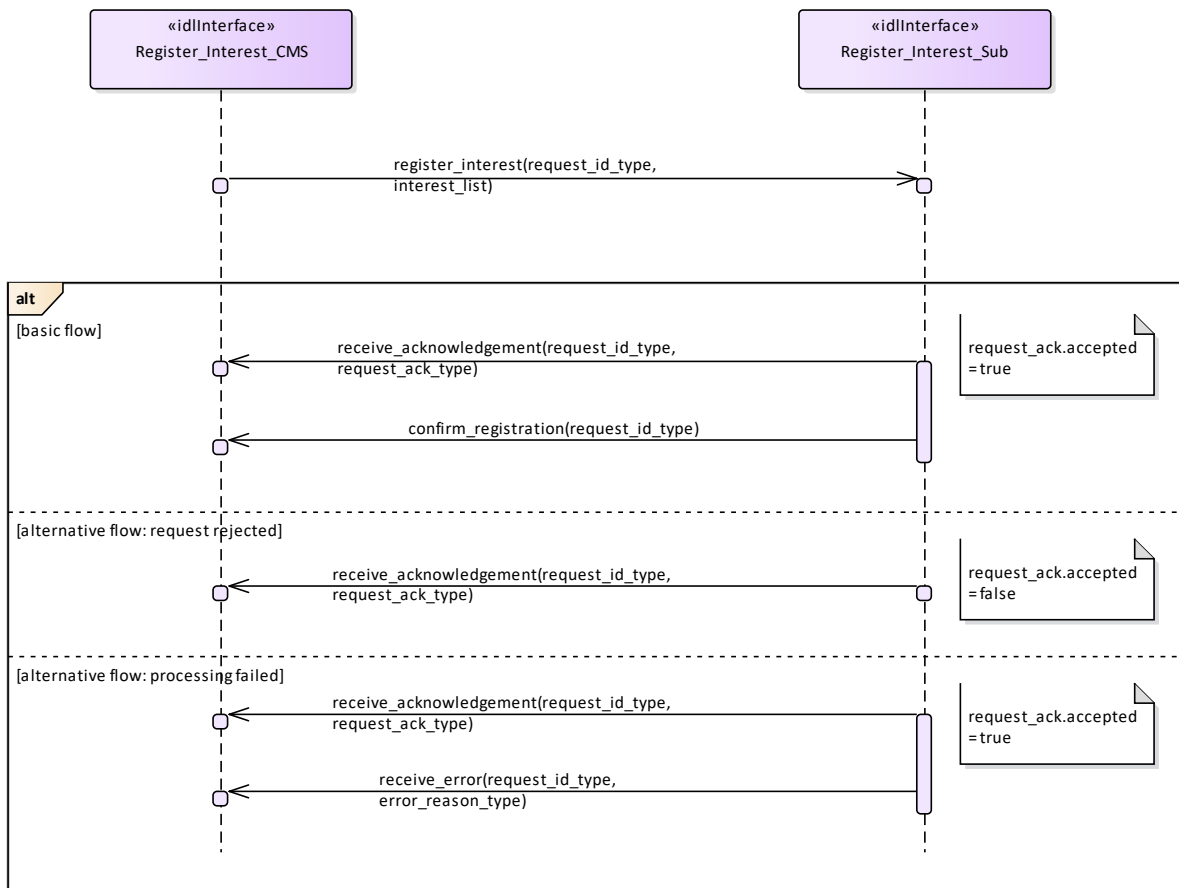 «idlInterface»
Register_Interest_CMS
«idlInterface»
Register_Interest_Sub
register_interest(request_id_type,
interest_list)
alt
[basic flow]
receive_acknowledgement(request_id_type,
request_ack_type)
request_ack.accepted
= true
confirm_registration(request_id_type)
[alternative flow: request rejected]
receive_acknowledgement(request_id_type,
request_ack_type)
request_ack.accepted
= false
[alternative flow: processing failed]
receive_acknowledgement(request_id_type,
request_ack_type)
request_ack.accepted
= true
receive_error(request_id_type,
error_reason_type)